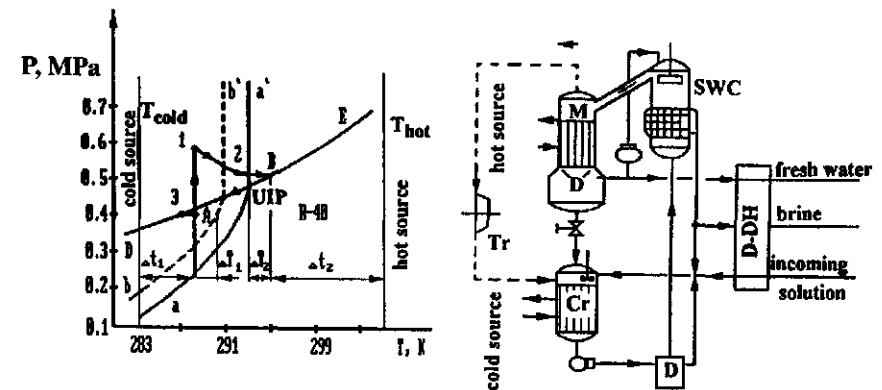 P, MPa
0.7
0.6
0.5
0.4
0.3
0.2
0.1
cold source
T cold
1
2
3
b'
a'
B
E
UIP
A
R-40
D
b
a
Δt₁
ΔT₁
ΔT₂
Δt₂
T hot
hot source
283
291
299
T, K
hot source
M
SWC
D
Tr
Cr
cold source
D
D-DH
fresh water
brine
incoming
solution